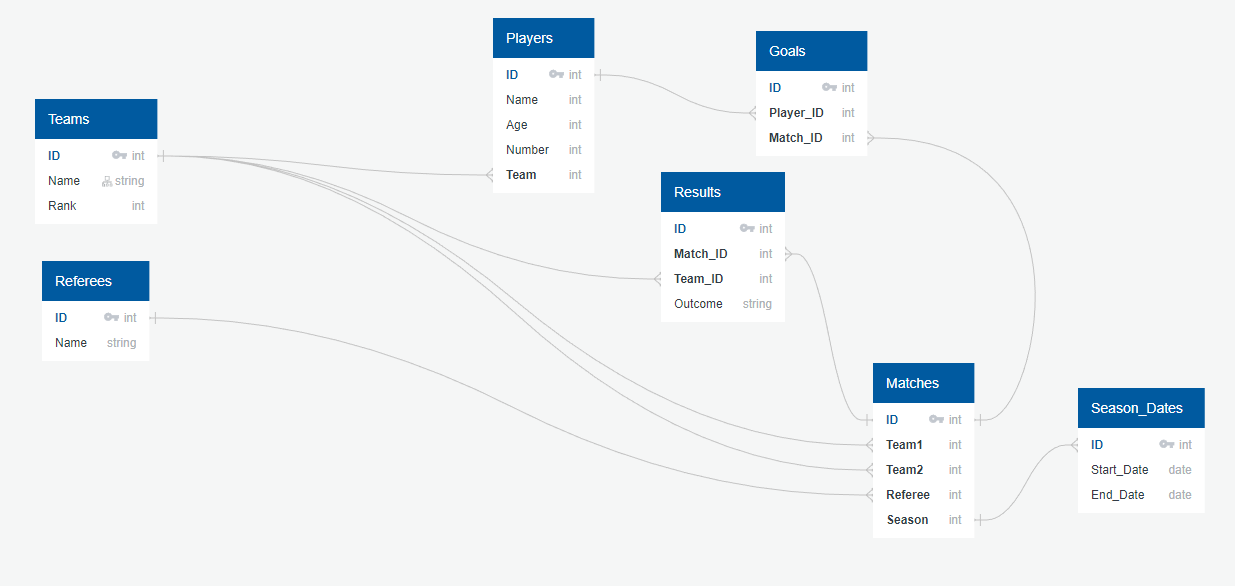 Players
ID int
Name int
Age int
Number int
Team int
Goals
ID int
Player_ID int
Match_ID int
Teams
ID int
Name string
Rank int
Results
ID int
Match_ID int
Team_ID int
Outcome string
Referees
ID int
Name string
Matches
ID int
Team1 int
Team2 int
Referee int
Season int
Season_Dates
ID int
Start_Date date
End_Date date